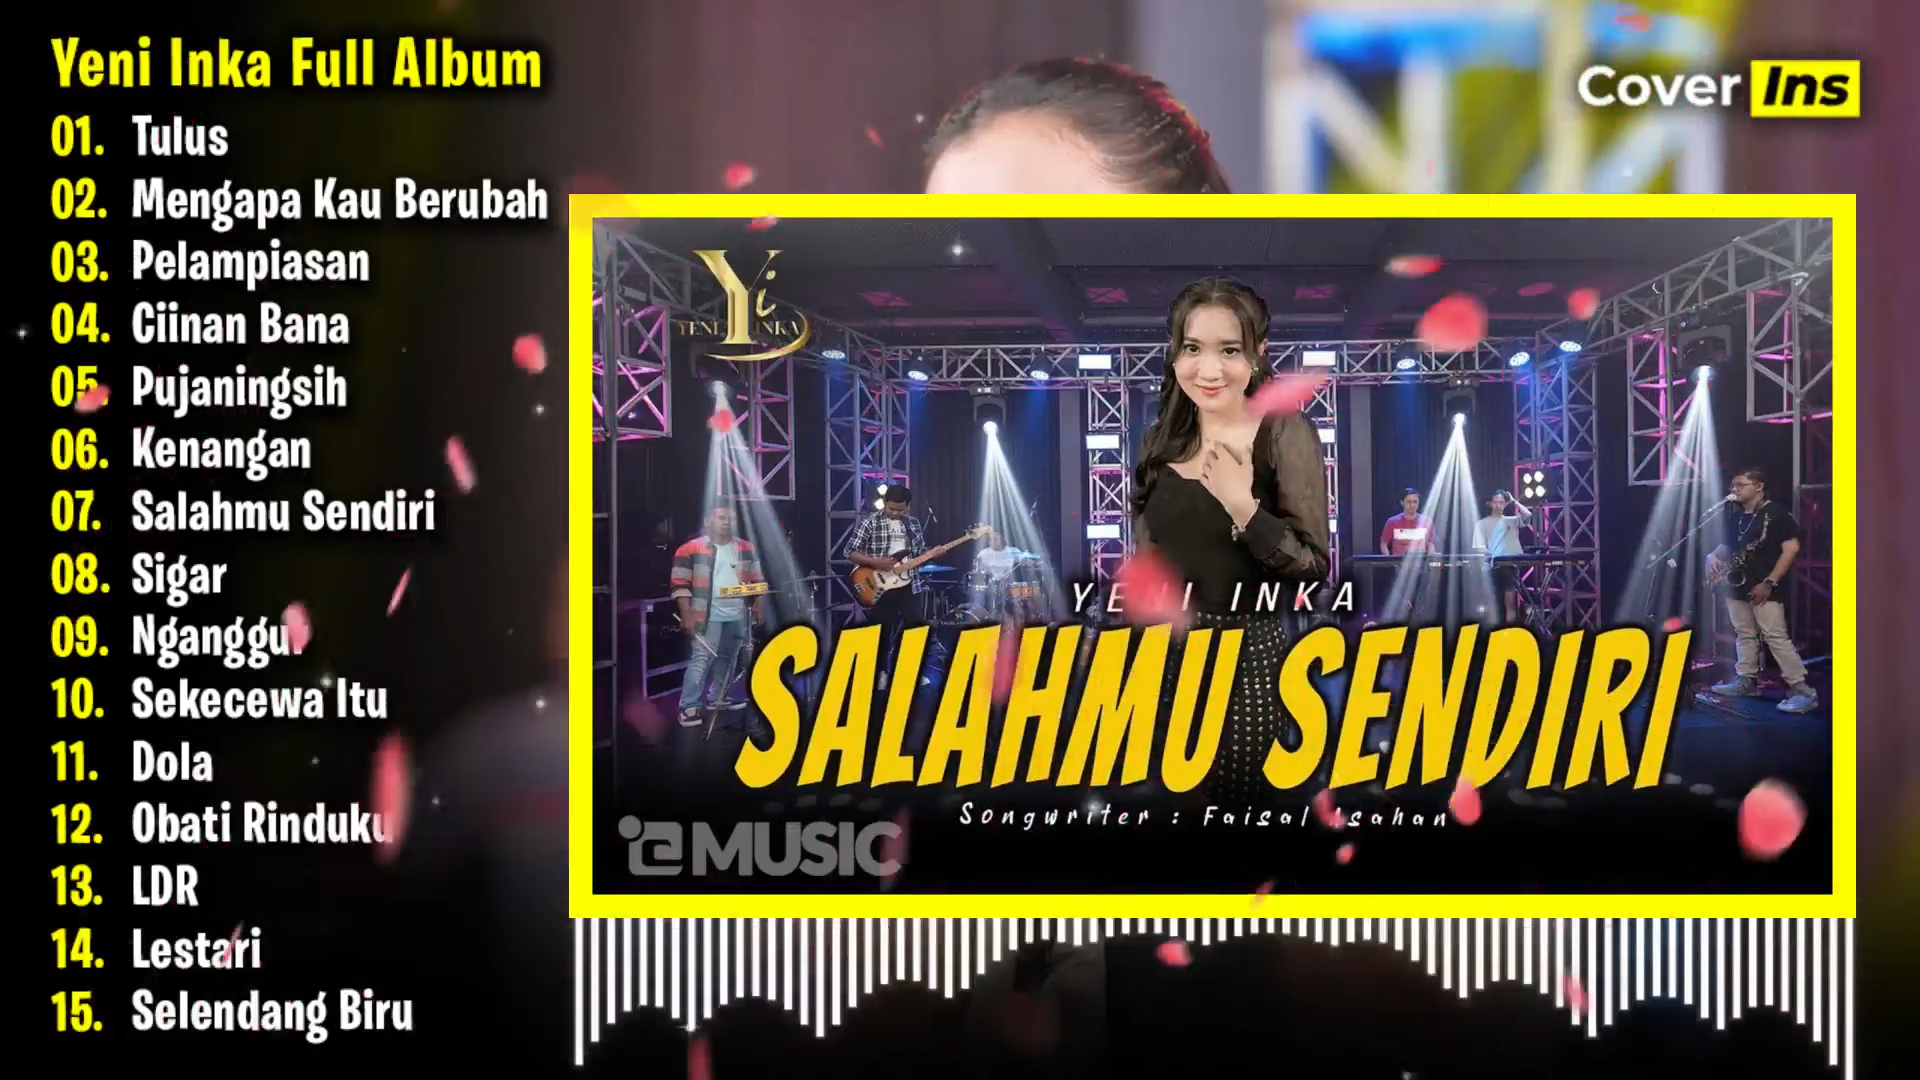 Yeni Inka Full Album
01. Tulus
02. Mengapa Kau Berubah
03. Pelampiasan
04. Ciinan Bana
05. Pujaningsih
06. Kenangan
07. Salahmu Sendiri
08. Sigar
09. Nganggur
10. Sekecewa Itu
11. Dola
12. Obati Rinduku
13. LDR
14. Lestari
15. Selendang Biru
Cover Ins
Yi
YENI INKA
YENI INKA
SALAHMU SENDIRI
Songwriter : Faisal Asahan
MUSIC